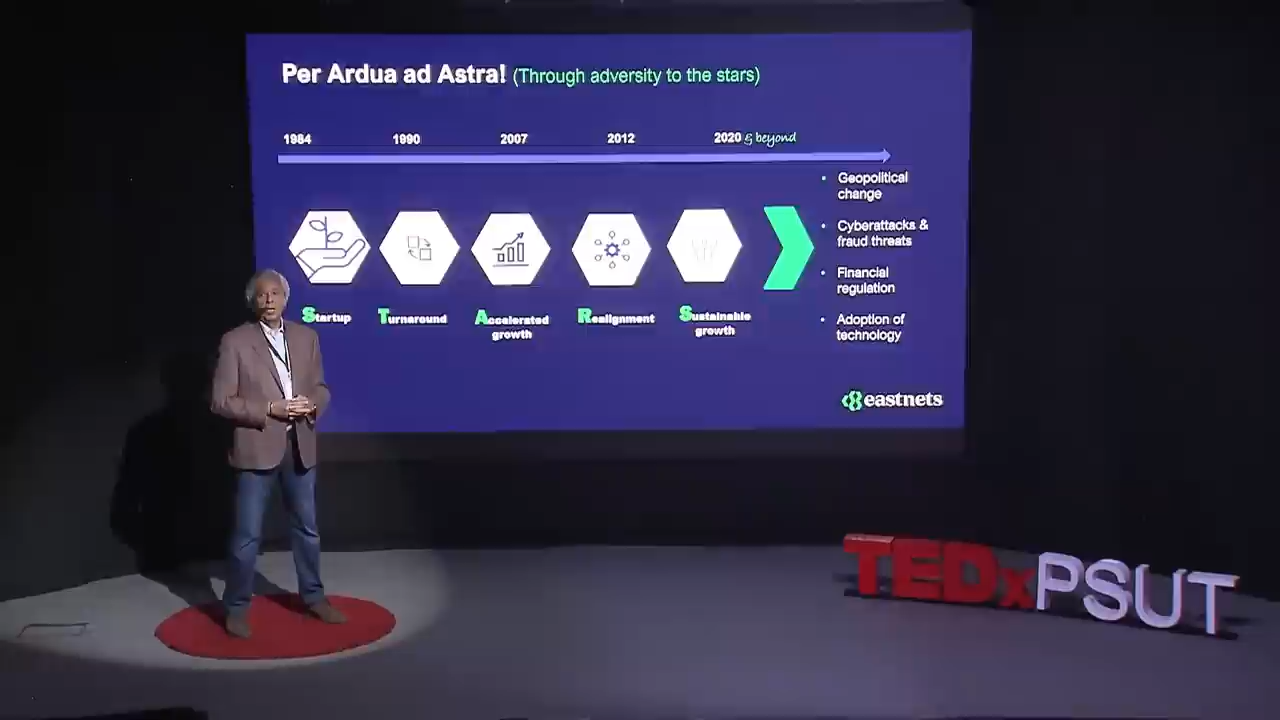 Per Ardua ad Astra! (Through adversity to the stars)
1984 1990 2007 2012 2020 & beyond
Startup Turnaround Accelerated growth Realignment Sustainable growth
• Geopolitical
change
• Cyberattacks &
fraud threats
• Financial
regulation
• Adoption of
technology
eastnets
TEDxPSUT